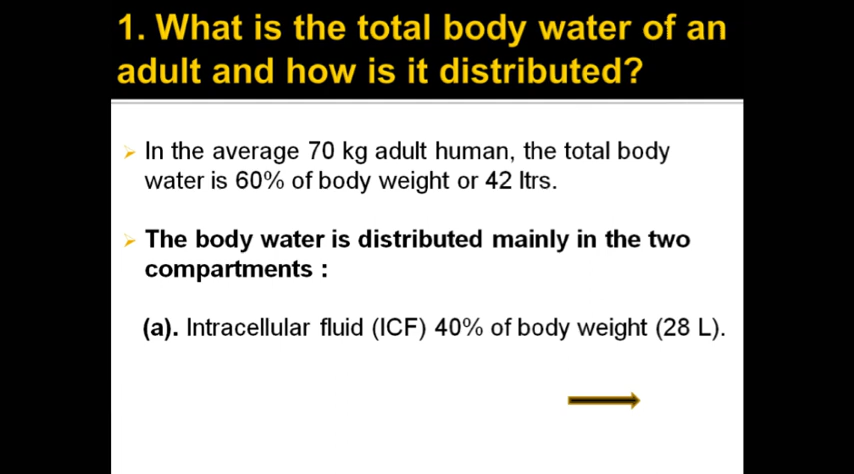 1. What is the total body water of an
adult and how is it distributed?
In the average 70 kg adult human, the total body
water is 60% of body weight or 42 ltrs.
The body water is distributed mainly in the two
compartments :
(a). Intracellular fluid (ICF) 40% of body weight (28 L).